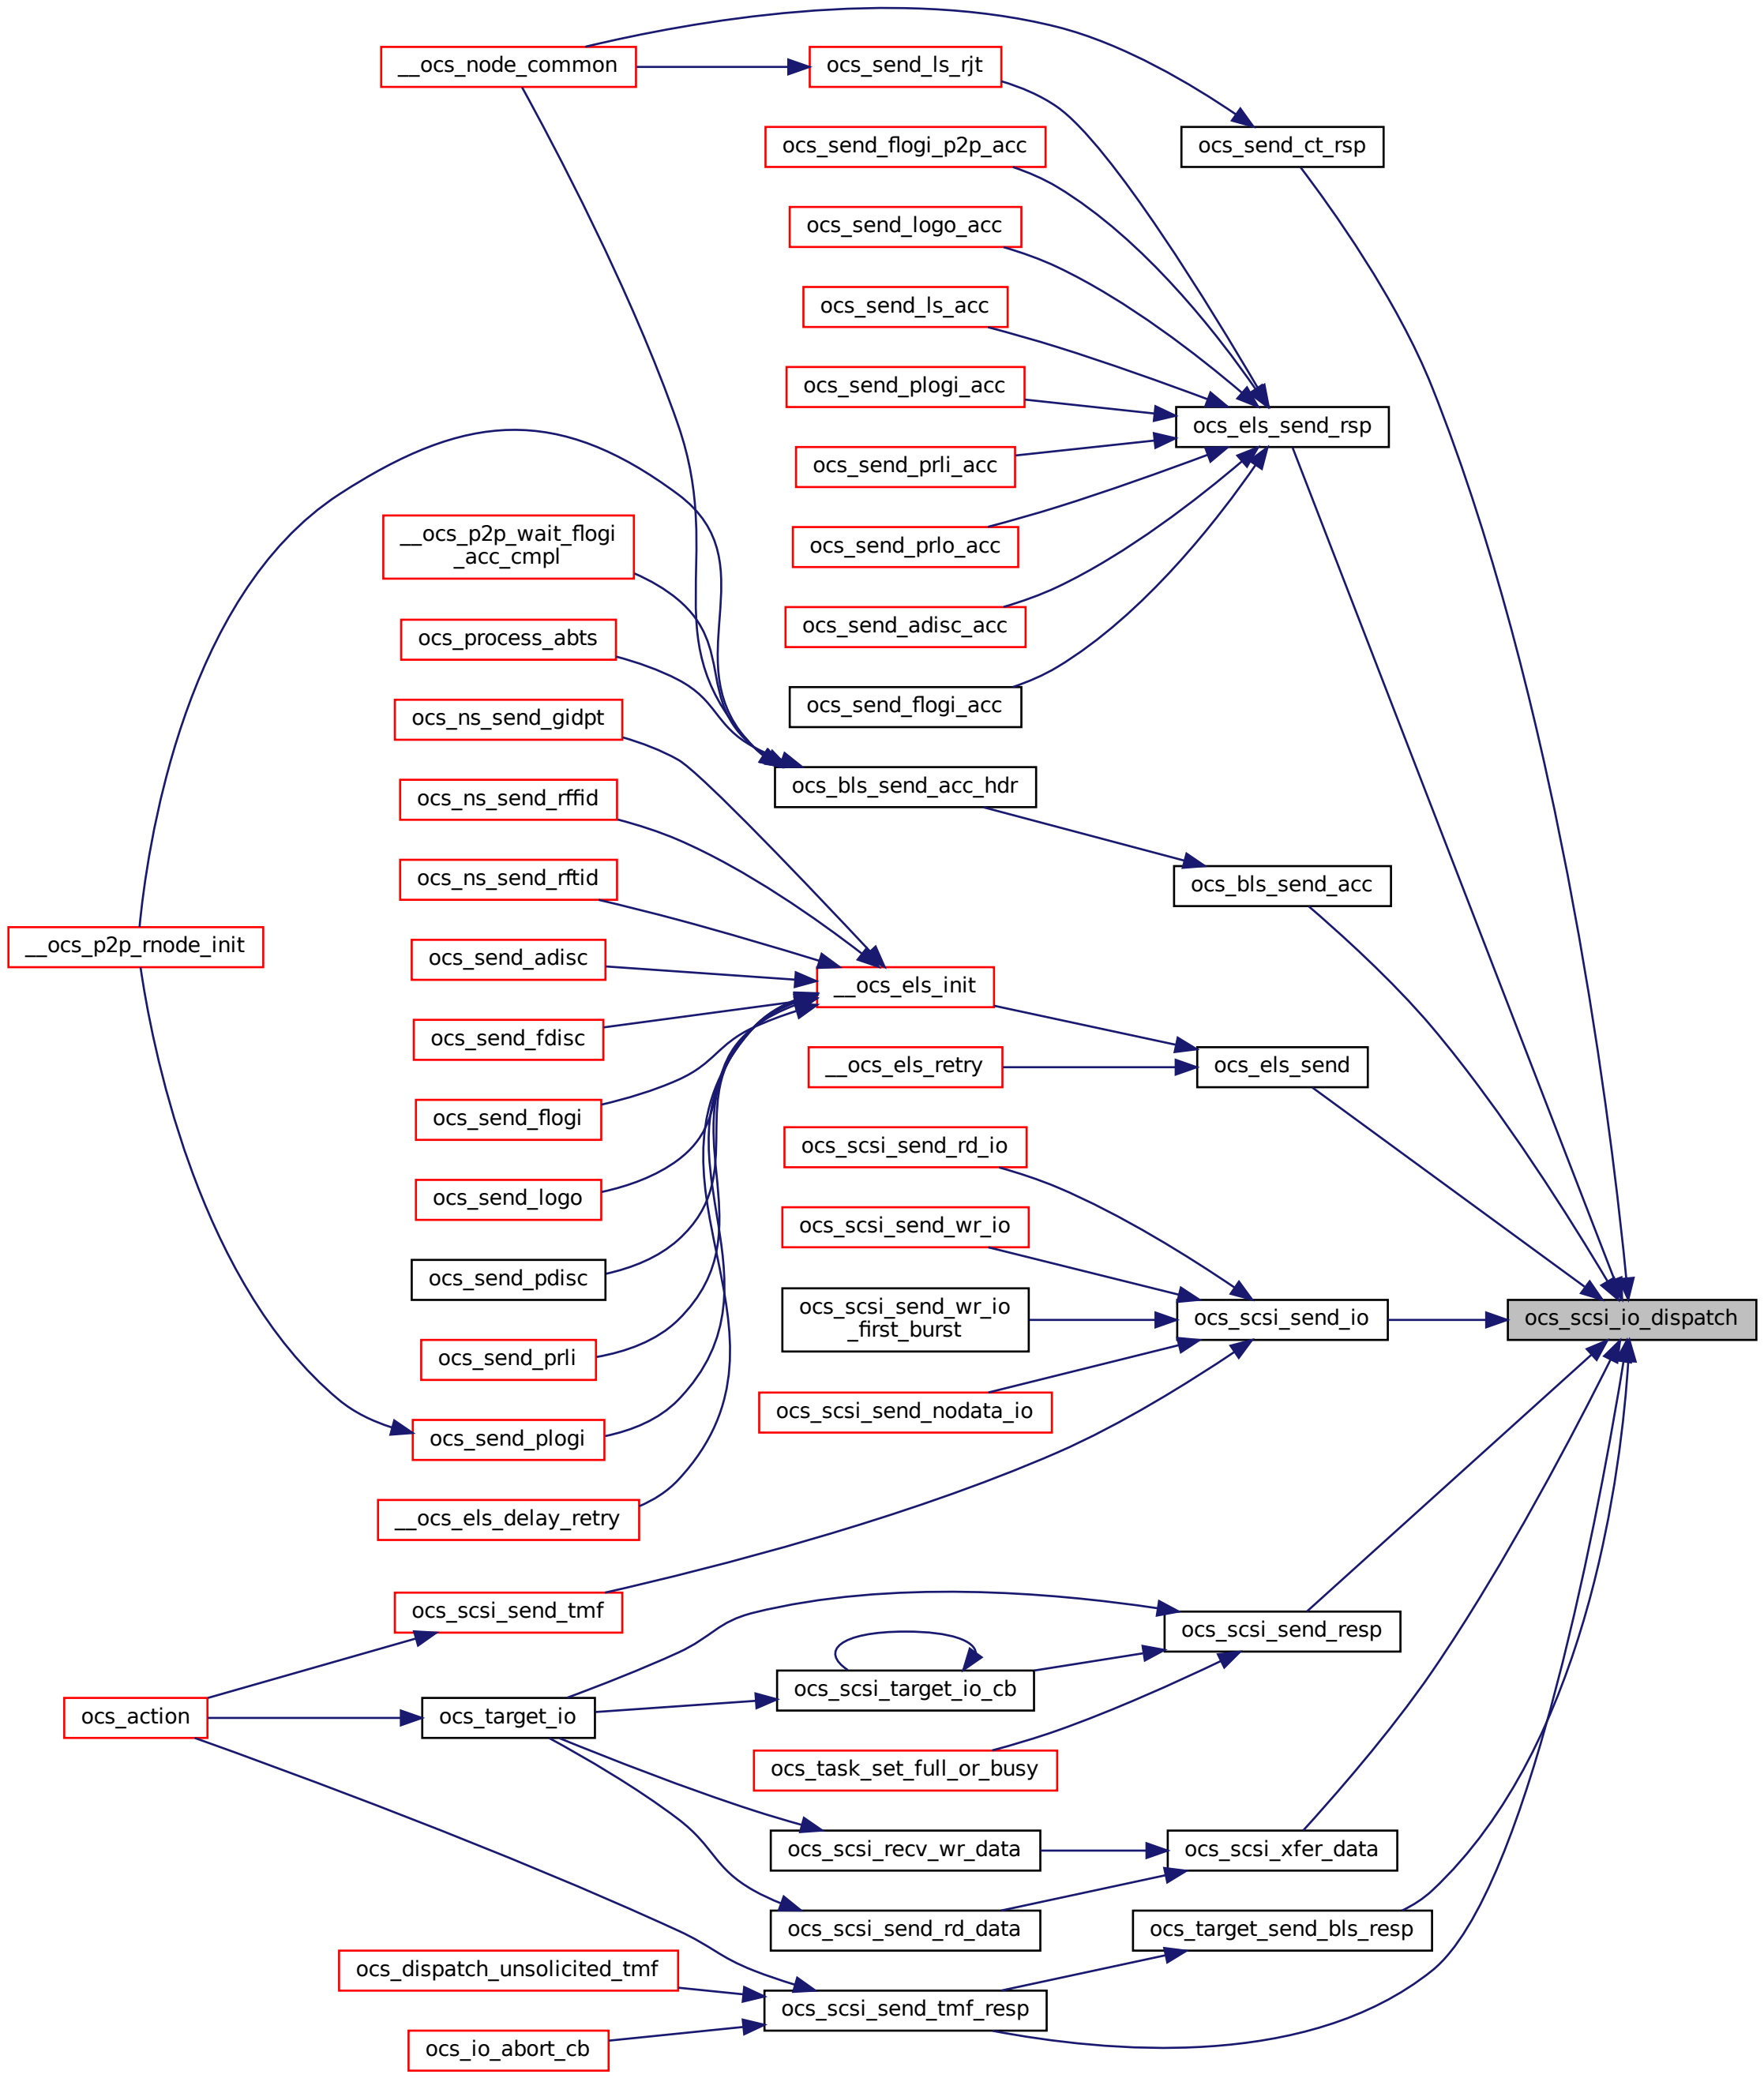 __ocs_node_common
ocs_send_ls_rjt
ocs_send_flogi_p2p_acc
ocs_send_ct_rsp
ocs_send_logo_acc
ocs_send_ls_acc
ocs_send_plogi_acc
ocs_els_send_rsp
ocs_send_prli_acc
__ocs_p2p_wait_flogi
_acc_cmpl
ocs_send_prlo_acc
ocs_process_abts
ocs_send_adisc_acc
ocs_ns_send_gidpt
ocs_send_flogi_acc
ocs_ns_send_rffid
ocs_bls_send_acc_hdr
ocs_ns_send_rftid
ocs_bls_send_acc
__ocs_p2p_rnode_init
ocs_send_adisc
__ocs_els_init
ocs_send_fdisc
__ocs_els_retry
ocs_els_send
ocs_send_flogi
ocs_scsi_send_rd_io
ocs_send_logo
ocs_scsi_send_wr_io
ocs_send_pdisc
ocs_scsi_send_wr_io
_first_burst
ocs_scsi_send_io
ocs_scsi_io_dispatch
ocs_send_prli
ocs_scsi_send_nodata_io
ocs_send_plogi
__ocs_els_delay_retry
ocs_scsi_send_tmf
ocs_scsi_send_resp
ocs_scsi_target_io_cb
ocs_action
ocs_target_io
ocs_task_set_full_or_busy
ocs_scsi_recv_wr_data
ocs_scsi_xfer_data
ocs_scsi_send_rd_data
ocs_target_send_bls_resp
ocs_dispatch_unsolicited_tmf
ocs_scsi_send_tmf_resp
ocs_io_abort_cb